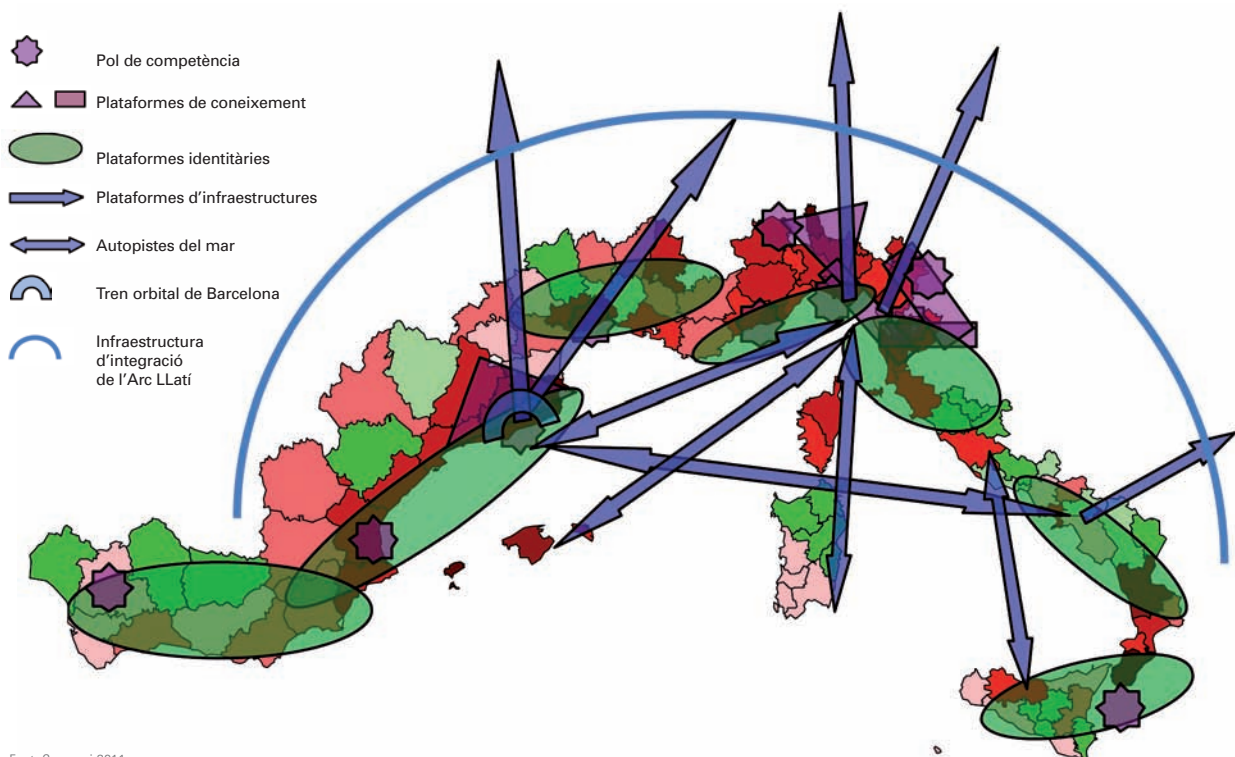 Pol de competència
Plataformes de coneixement
Plataformes identitàries
Plataformes d'infraestructures
Autopistes del mar
Tren orbital de Barcelona
Infraestructura
d'integració
de l'Arc LLatí